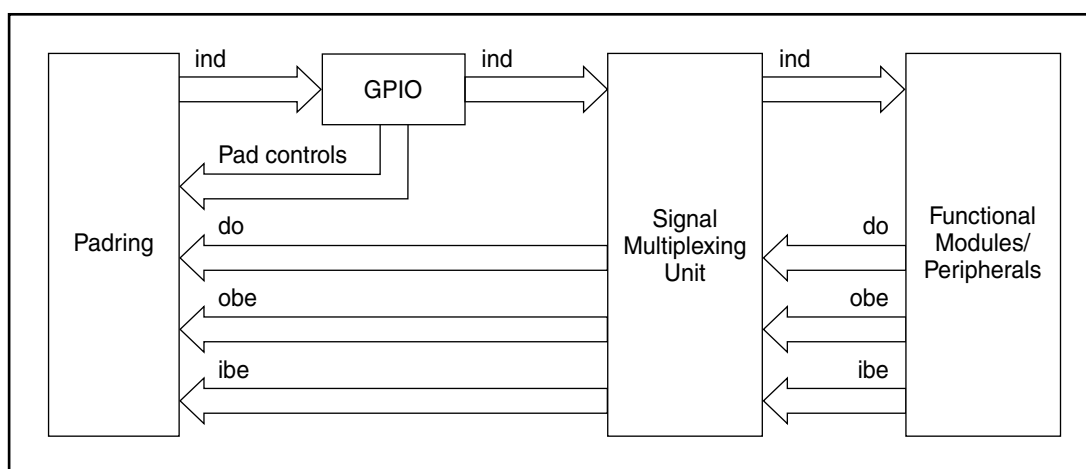 ind
ind
ind
GPIO
Pad controls
Padring
do
Signal
Multiplexing
Unit
do
Functional
Modules/
Peripherals
obe
obe
ibe
ibe